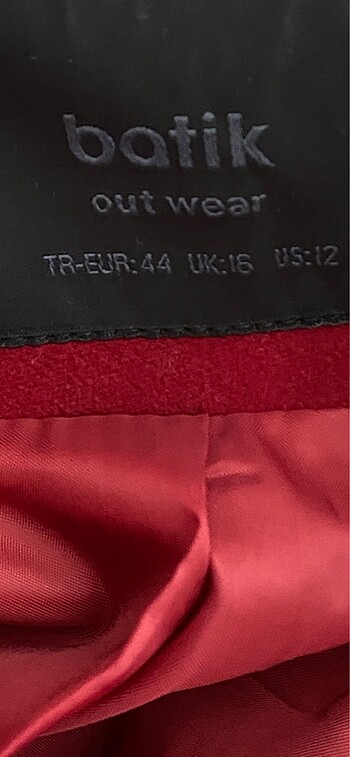 batik
out wear
TR-EUR:44 UK:16 US:12